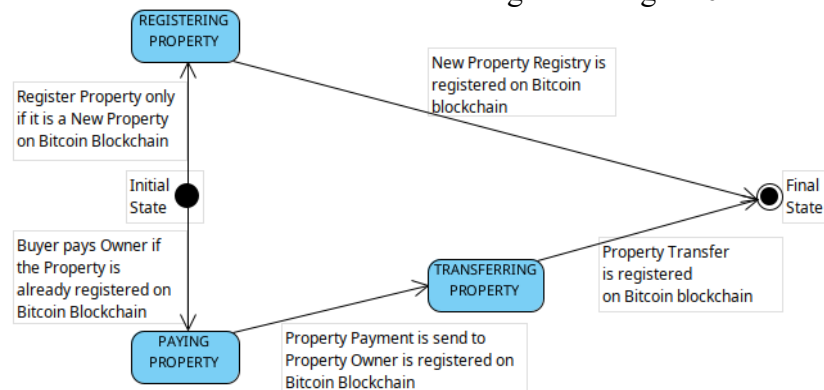 REGISTERING
PROPERTY
New Property Registry is
registered on Bitcoin
blockchain
Register Property only
if it is a New Property
on Bitcoin Blockchain
Initial
State
Final
State
Buyer pays Owner if
the Property is
already registered on
Bitcoin Blockchain
TRANSFERRING
PROPERTY
Property Transfer
is registered
on Bitcoin blockchain
PAYING
PROPERTY
Property Payment is send to
Property Owner is registered on
Bitcoin Blockchain